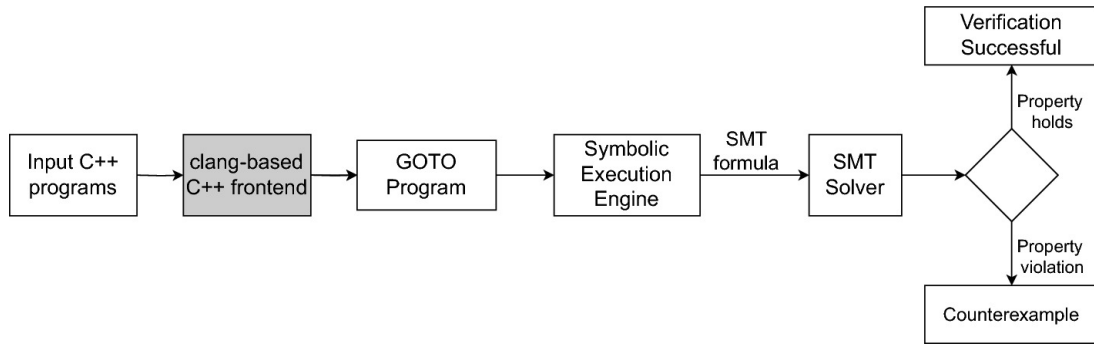 Input C++
programs
clang-based
C++ frontend
GOTO
Program
Symbolic
Execution
Engine
SMT
formula
SMT
Solver
Verification
Successful
Property
holds
Property
violation
Counterexample